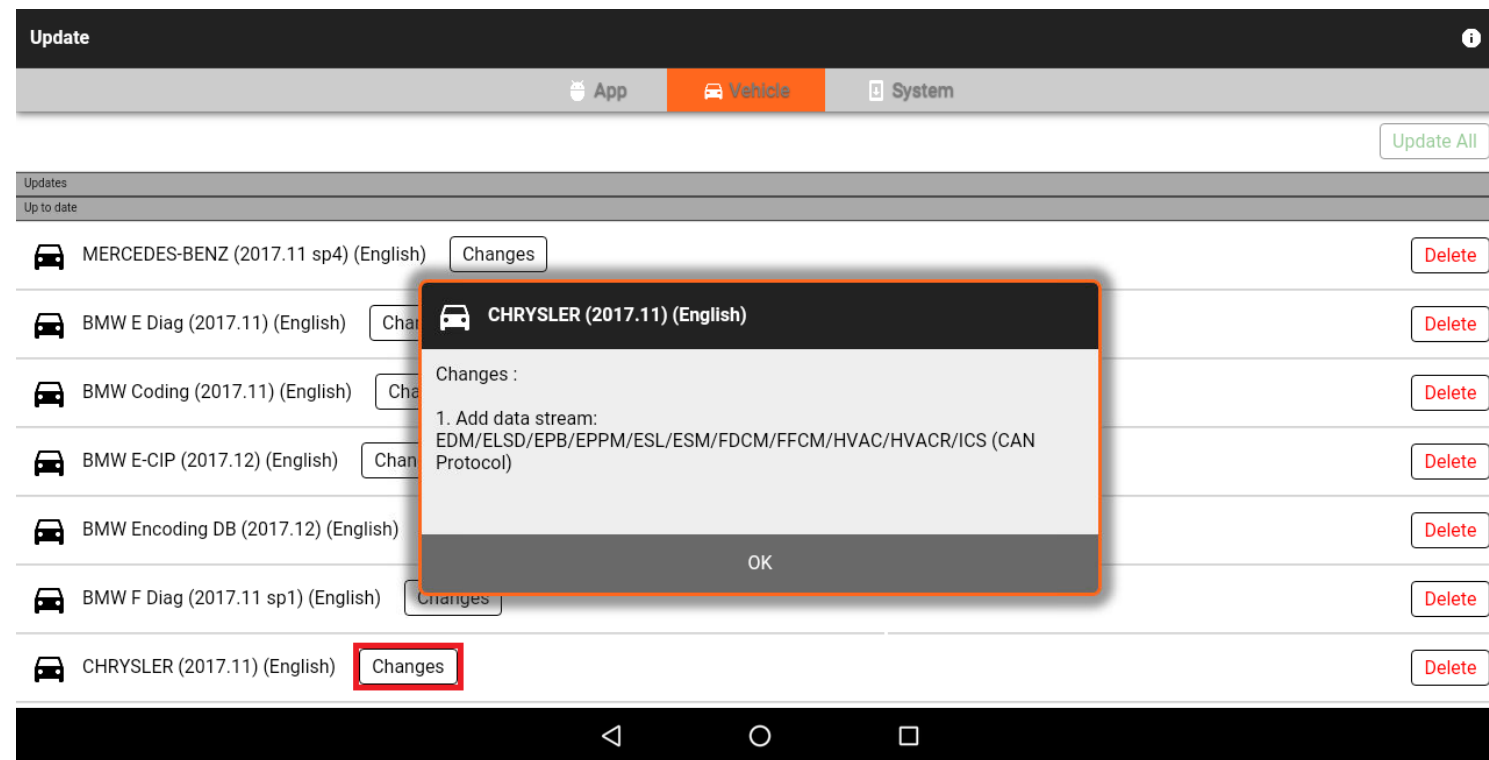 Update
App
Vehicle
System
Update All
Updates
Up to date
MERCEDES-BENZ (2017.11 sp4) (English)
Changes
Delete
BMW E Diag (2017.11) (English)
Delete
BMW Coding (2017.11) (English)
Delete
BMW E-CIP (2017.12) (English)
Delete
BMW Encoding DB (2017.12) (English)
Delete
BMW F Diag (2017.11 sp1) (English)
Changes
Delete
CHRYSLER (2017.11) (English)
Changes
Delete
CHRYSLER (2017.11) (English)
Changes :
1. Add data stream:
EDM/ELSD/EPB/EPPM/ESL/ESM/FDCM/FFCM/HVAC/HVACR/ICS (CAN
Protocol)
OK